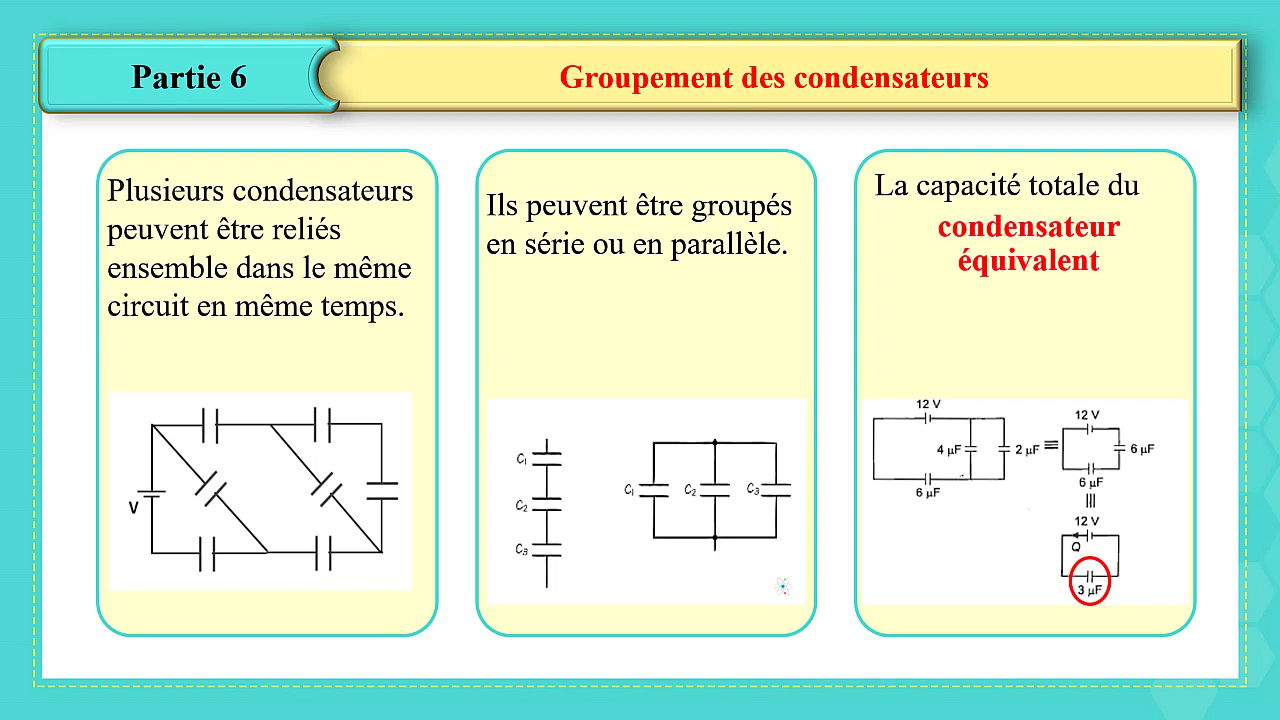 Partie 6
Groupement des condensateurs
Plusieurs condensateurs
peuvent être reliés
ensemble dans le même
circuit en même temps.
V
Ils peuvent être groupés
en série ou en parallèle.
C₁
C₂
C₃
C₁ C₂ C₃
La capacité totale du
condensateur
équivalent
12 V
4 µF 2 µF
6 µF
12 V
6 µF
6 µF
12 V
Q
3 µF